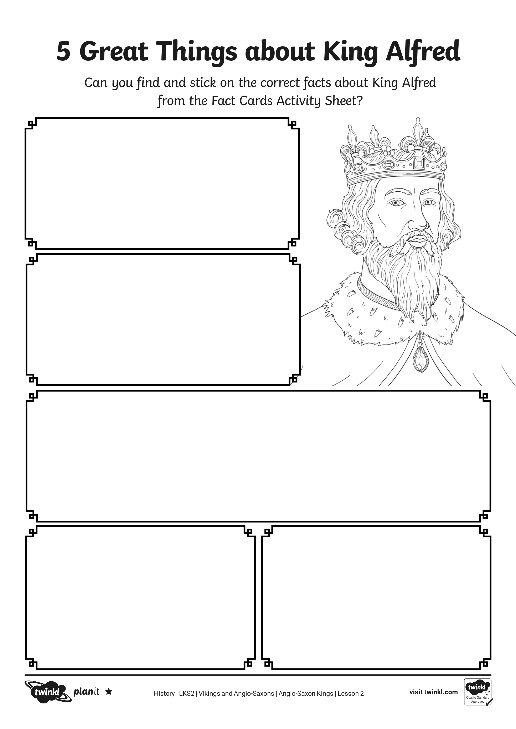 5 Great Things about King Alfred
Can you find and stick on the correct facts about King Alfred
from the Fact Cards Activity Sheet?
twinkl planit
History | LKS2 | Vikings and Anglo-Saxons | Anglo-Saxon Kings | Lesson 2
visit twinkl.com
twinkl